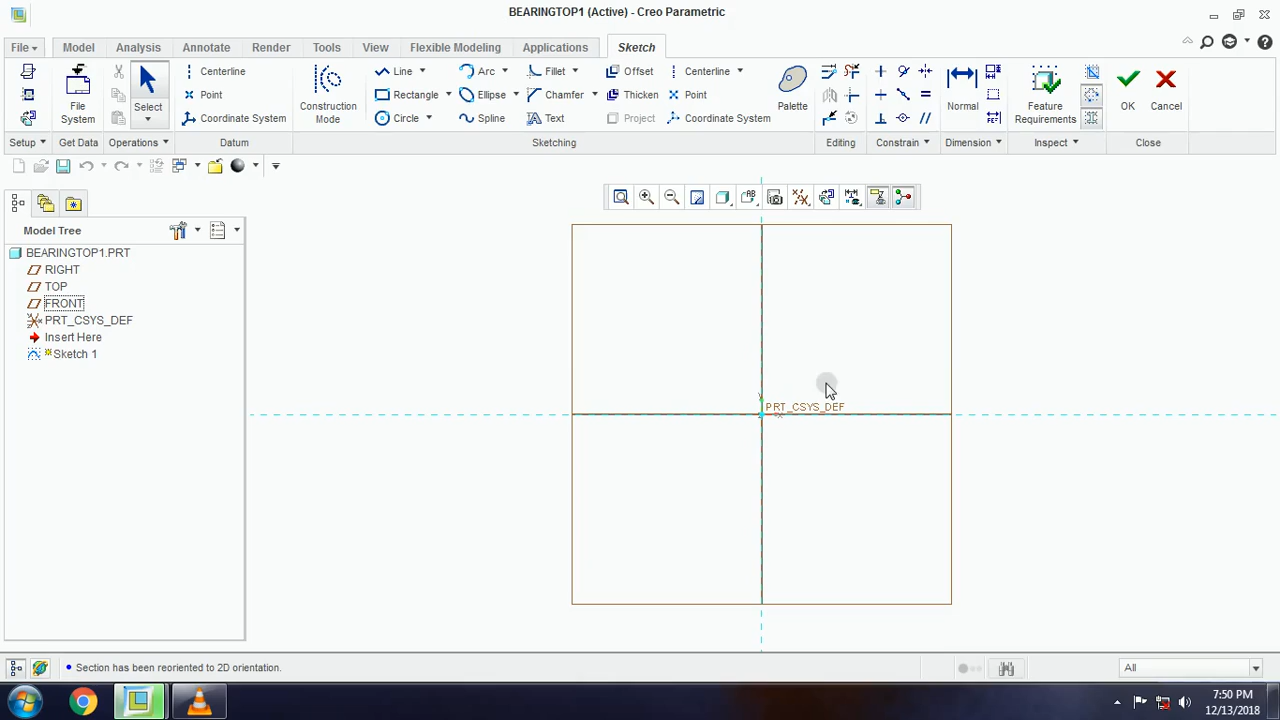 BEARINGTOP1 (Active) - Creo Parametric
File Model Analysis Annotate Render Tools View Flexible Modeling Applications Sketch
Centerline Line Arc Fillet Offset Centerline
Point Rectangle Ellipse Chamfer Thicken Point
Coordinate System Circle Spline Text Project Coordinate System
File System
Select
Construction Mode
Palette
Normal
Feature Requirements
OK
Cancel
Setup Get Data Operations Datum Sketching Editing Constrain Dimension Inspect Close
Model Tree
BEARINGTOP1.PRT
RIGHT
TOP
FRONT
PRT_CSYS_DEF
Insert Here
Sketch 1
PRT_CSYS_DEF
Section has been reoriented to 2D orientation.
All
7:50 PM
12/13/2018